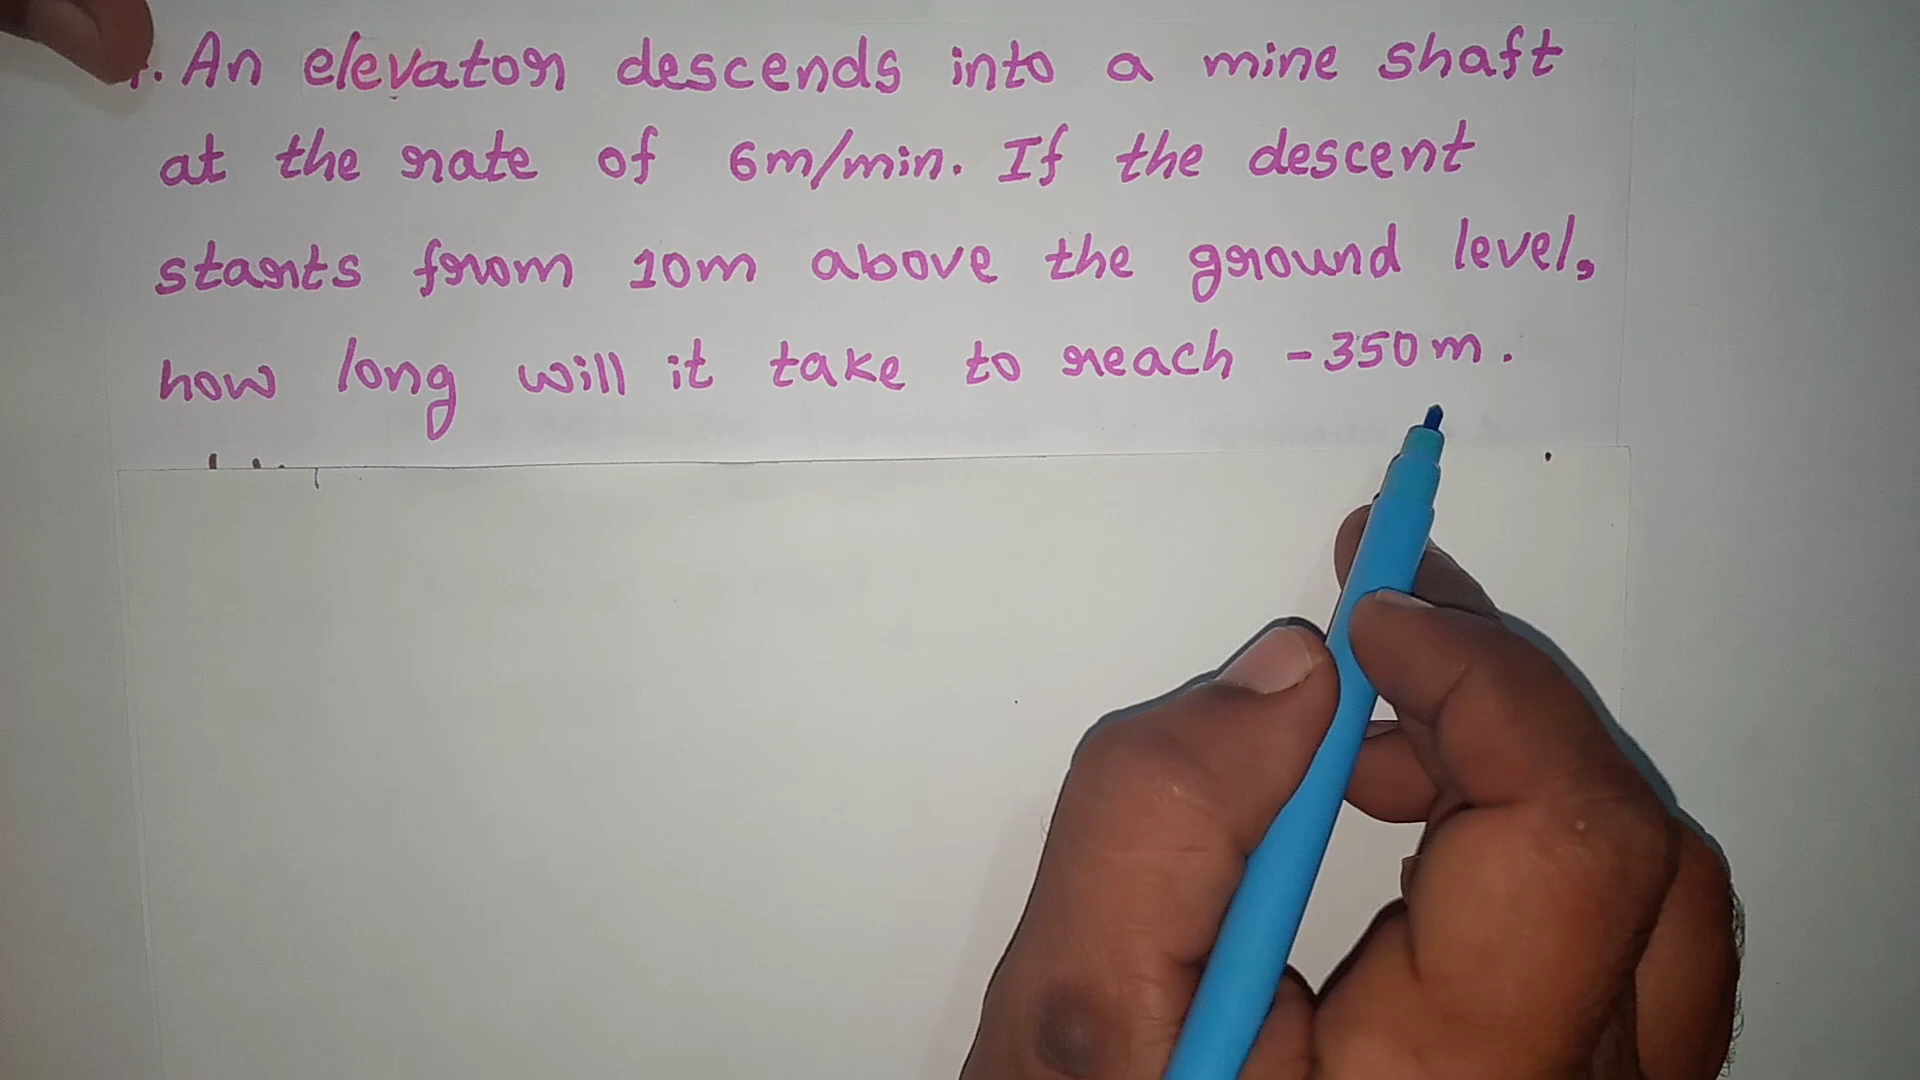 . An elevator descends into a mine shaft
at the rate of 6m/min. If the descent
starts from 10m above the ground level,
how long will it take to reach -350m.